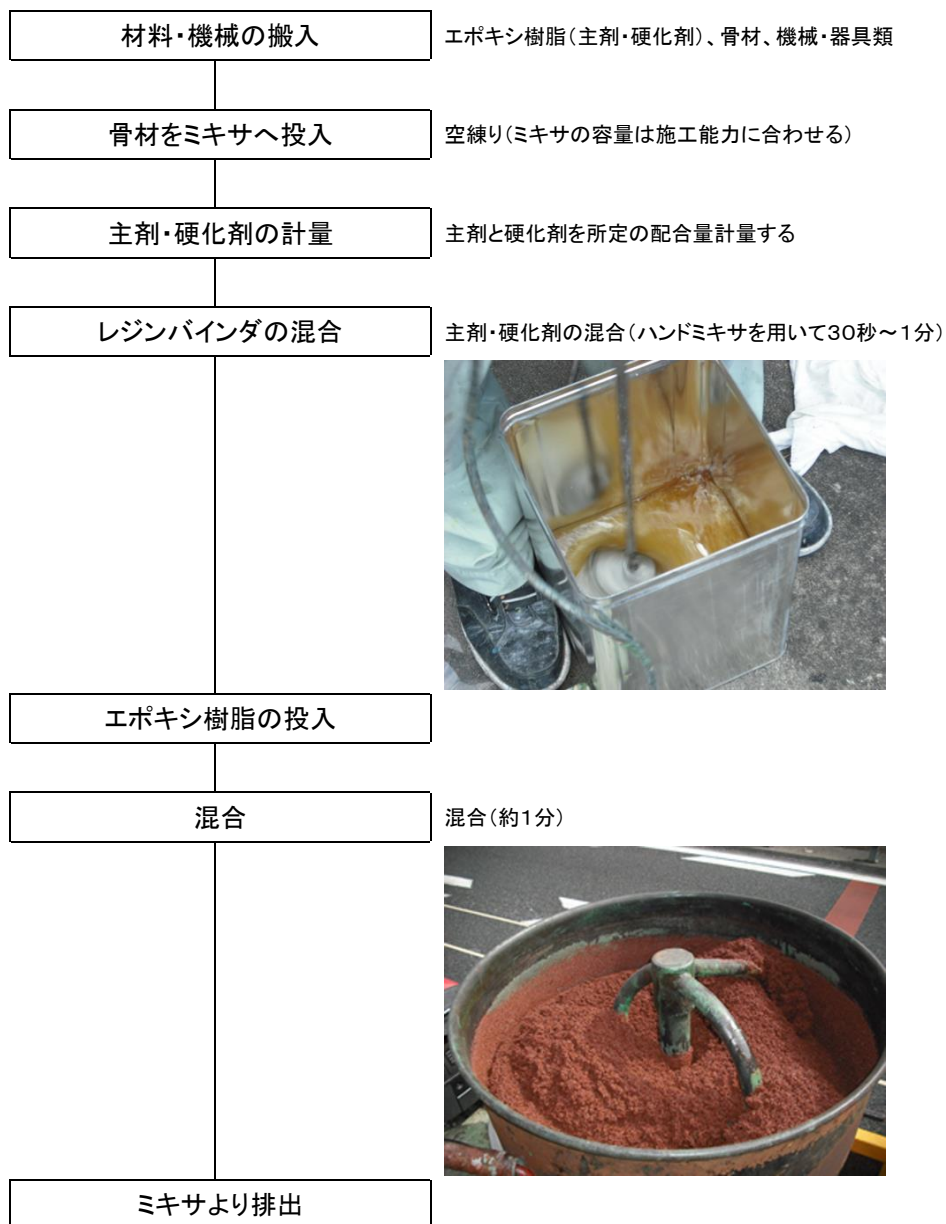 材料・機械の搬入
エポキシ樹脂(主剤・硬化剤)、骨材、機械・器具類
骨材をミキサへ投入
空練り(ミキサの容量は施工能力に合わせる)
主剤・硬化剤の計量
主剤と硬化剤を所定の配合量計量する
レジンバインダの混合
主剤・硬化剤の混合(ハンドミキサを用いて30秒~1分)
エポキシ樹脂の投入
混合
混合(約1分)
ミキサより排出